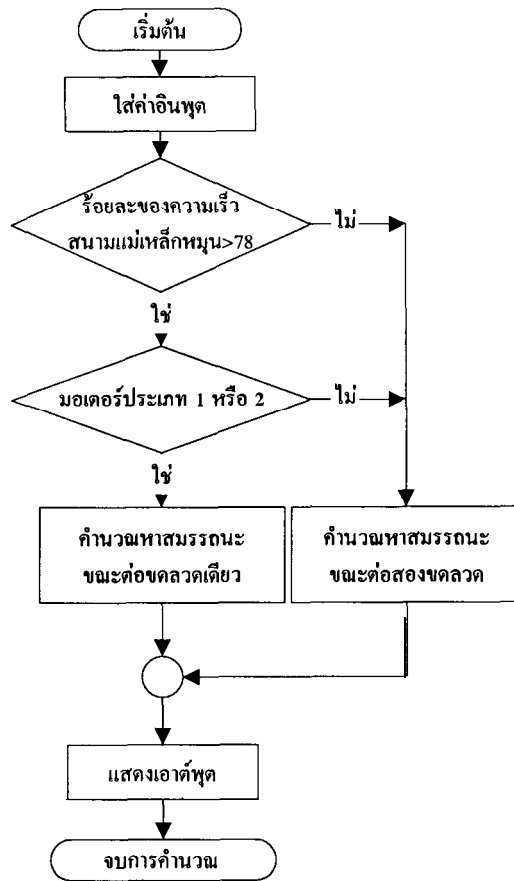 เริ่มต้น
ใส่ค่าอินพุต
ร้อยละของความเร็ว
สนามแม่เหล็กหมุน>78
ไม่
ใช่
มอเตอร์ประเภท 1 หรือ 2
ไม่
ใช่
คำนวณหาสมรรถนะ
ขณะต่อขดลวดเดียว
คำนวณหาสมรรถนะ
ขณะต่อสองขดลวด
แสดงเอาต์พุต
จบการคำนวณ